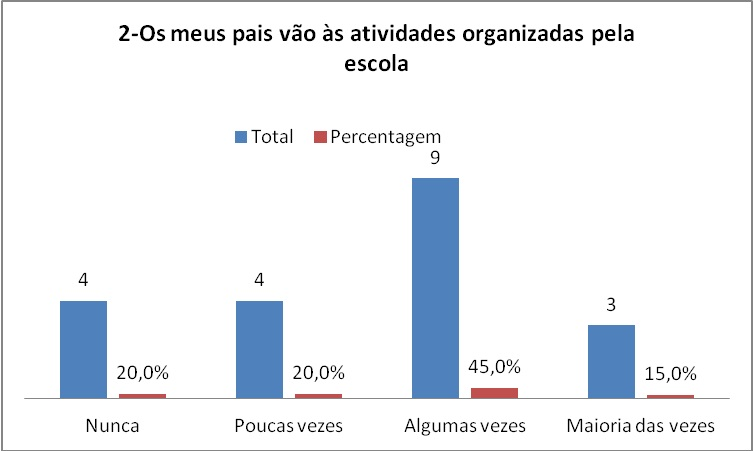 2-Os meus pais vão às atividades organizadas pela
escola
Total Percentagem
9
4 4 3
20,0% 20,0% 45,0% 15,0%
Nunca Poucas vezes Algumas vezes Maioria das vezes